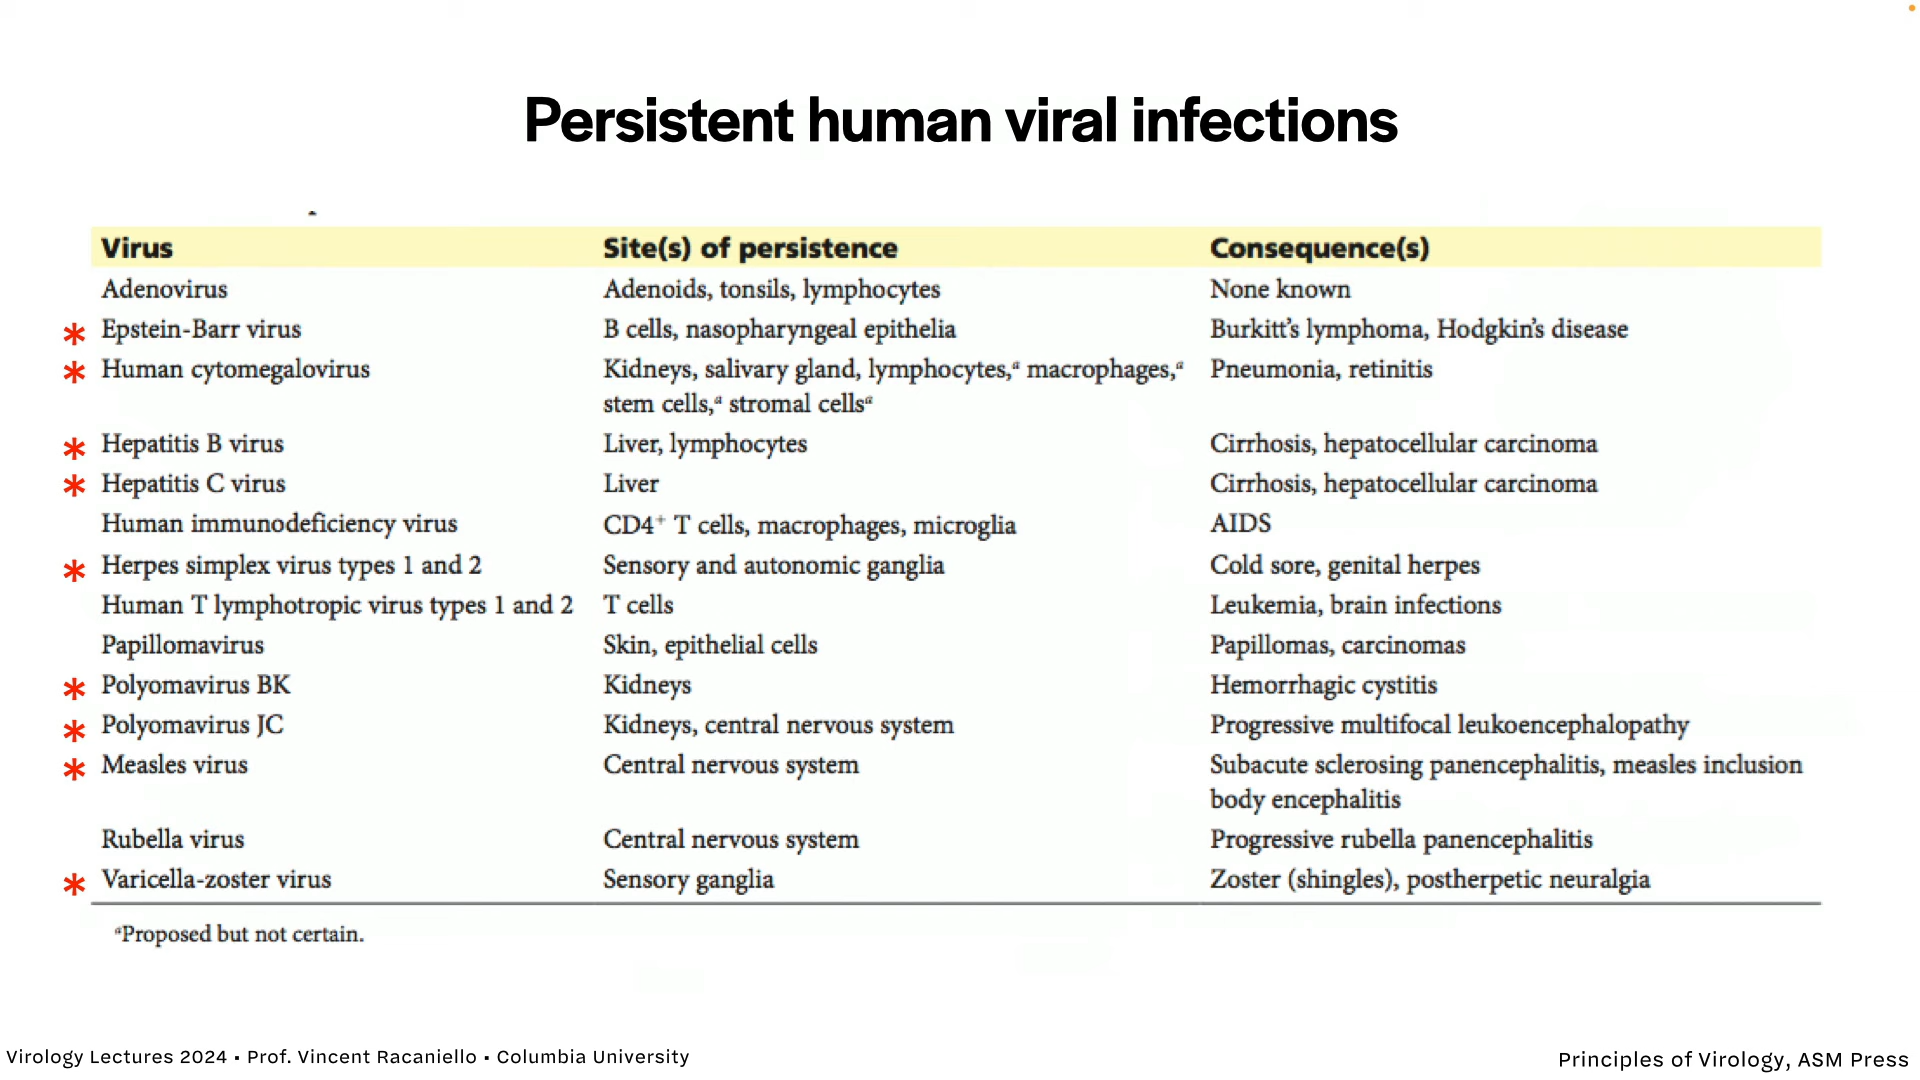 Persistent human viral infections
Virus Site(s) of persistence Consequence(s)
Adenovirus Adenoids, tonsils, lymphocytes None known
* Epstein-Barr virus B cells, nasopharyngeal epithelia Burkitt’s lymphoma, Hodgkin’s disease
* Human cytomegalovirus Kidneys, salivary gland, lymphocytes,ᵃ macrophages,ᵃ Pneumonia, retinitis
stem cells,ᵃ stromal cellsᵃ
* Hepatitis B virus Liver, lymphocytes Cirrhosis, hepatocellular carcinoma
* Hepatitis C virus Liver Cirrhosis, hepatocellular carcinoma
Human immunodeficiency virus CD4⁺ T cells, macrophages, microglia AIDS
* Herpes simplex virus types 1 and 2 Sensory and autonomic ganglia Cold sore, genital herpes
Human T lymphotropic virus types 1 and 2 T cells Leukemia, brain infections
Papillomavirus Skin, epithelial cells Papillomas, carcinomas
* Polyomavirus BK Kidneys Hemorrhagic cystitis
* Polyomavirus JC Kidneys, central nervous system Progressive multifocal leukoencephalopathy
* Measles virus Central nervous system Subacute sclerosing panencephalitis, measles inclusion
body encephalitis
Rubella virus Central nervous system Progressive rubella panencephalitis
* Varicella-zoster virus Sensory ganglia Zoster (shingles), postherpetic neuralgia
ᵃProposed but not certain.
Virology Lectures 2024 • Prof. Vincent Racaniello • Columbia University
Principles of Virology, ASM Press